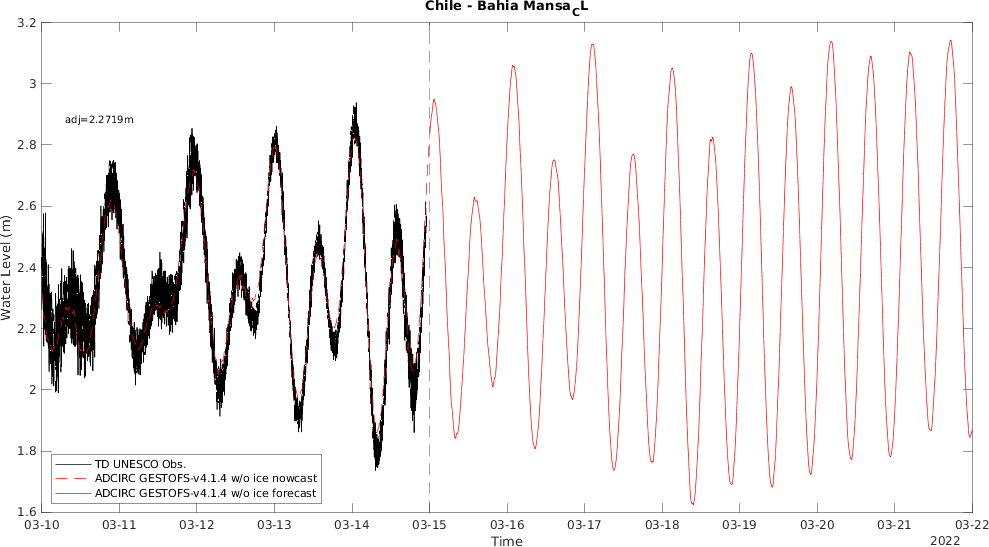 Chile - Bahia Mansa_CL
3.2
3
2.8
2.6
2.4
2.2
2
1.8
1.6
Water Level (m)
adj=2.2719m
TD UNESCO Obs.
ADCIRC GESTOFS-v4.1.4 w/o ice nowcast
ADCIRC GESTOFS-v4.1.4 w/o ice forecast
03-10 03-11 03-12 03-13 03-14 03-15 03-16 03-17 03-18 03-19 03-20 03-21 03-22
Time
2022